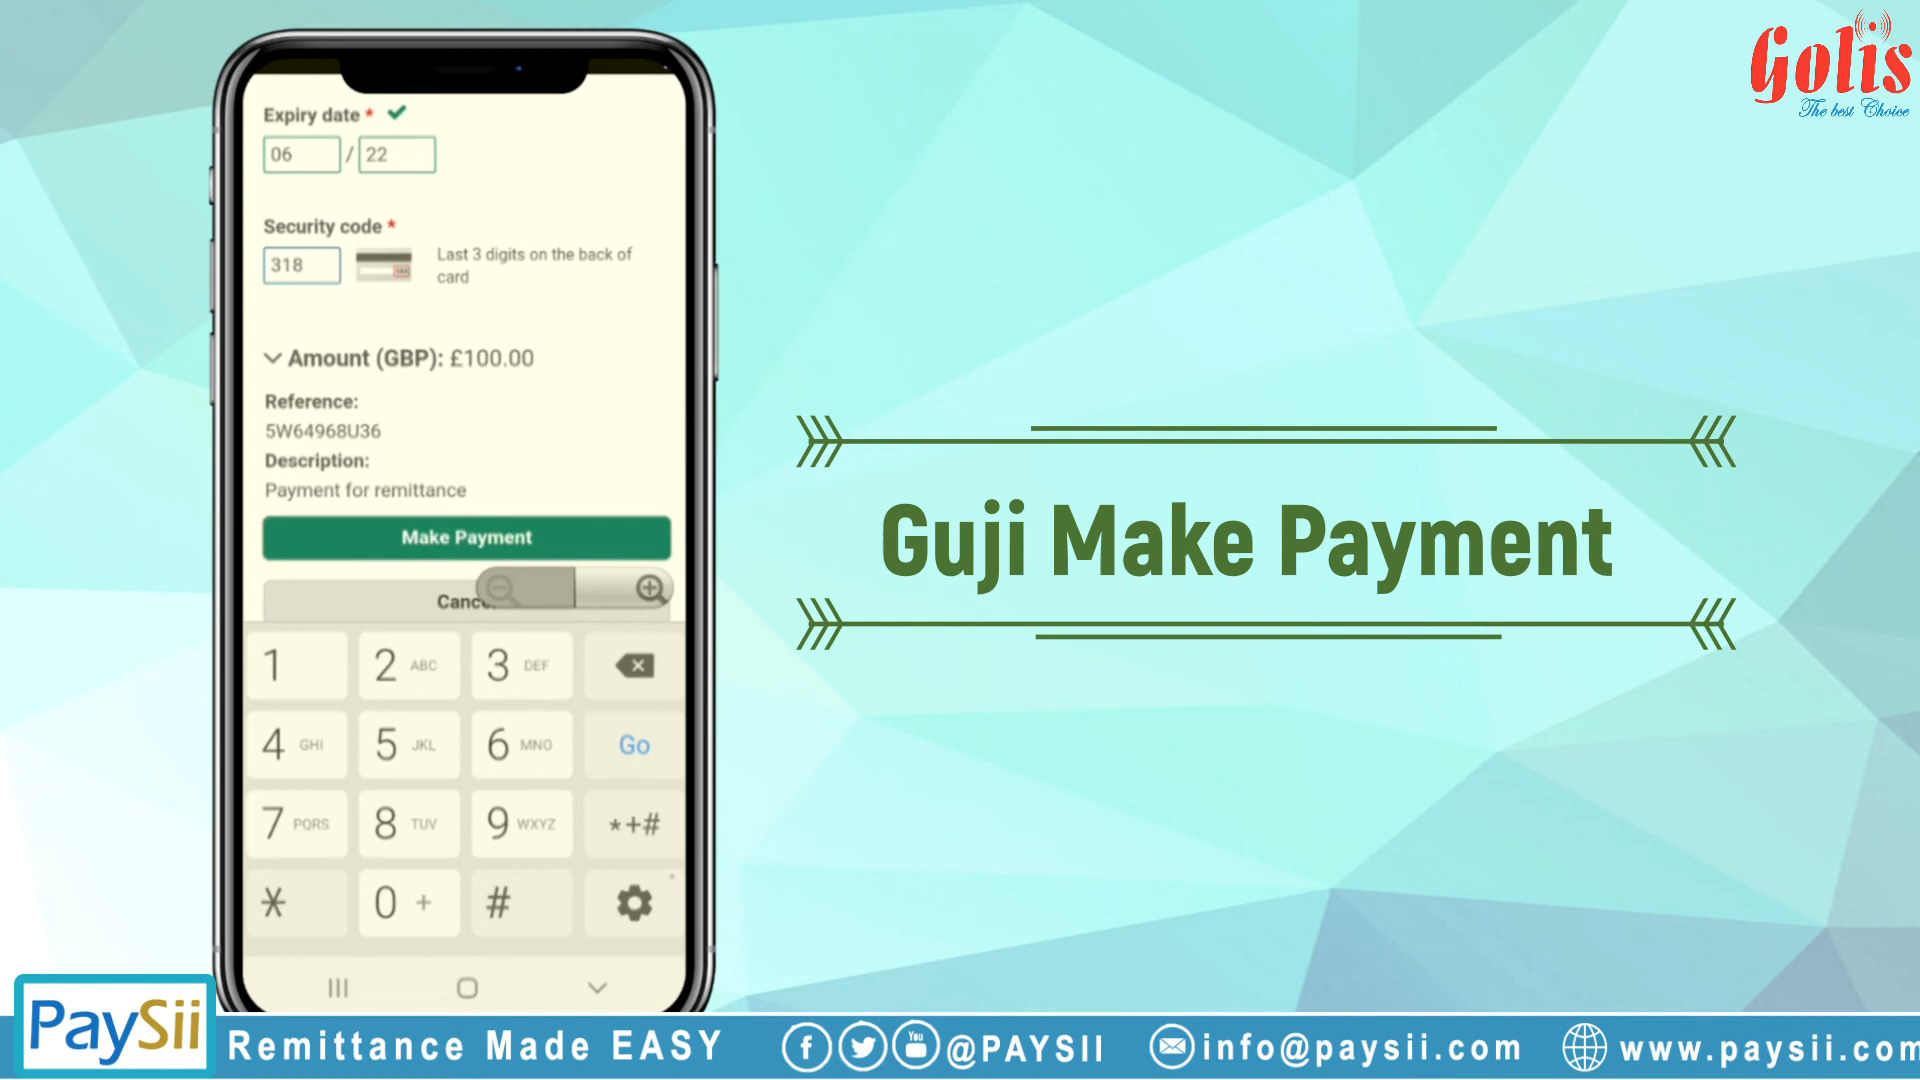 Golis
The best Choice
Expiry date *
06 / 22
Security code *
318
Last 3 digits on the back of
card
Amount (GBP): £100.00
Reference:
5W64968U36
Description:
Payment for remittance
Make Payment
Guji Make Payment
1
2 ABC
3 DEF
4 GHI
5 JKL
6 MNO
Go
7 PQRS
8 TUV
9 WXYZ
*+#
*
0 +
#
PaySii
Remittance Made EASY
@PAYSII
info@paysii.com
www.paysii.com